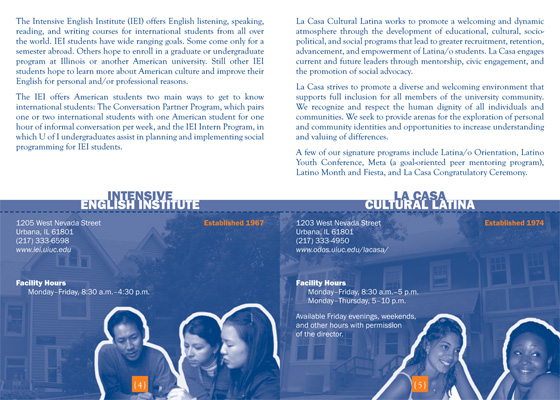 The Intensive English Institute (IEI) offers English listening, speaking,
reading, and writing courses for international students from all over
the world. IEI students have wide ranging goals. Some come only for a
semester abroad. Others hope to enroll in a graduate or undergraduate
program at Illinois or another American university. Still other IEI
students hope to learn more about American culture and improve their
English for personal and/or professional reasons.
The IEI offers American students two main ways to get to know
international students: The Conversation Partner Program, which pairs
one or two international students with one American student for one
hour of informal conversation per week, and the IEI Intern Program, in
which U of I undergraduates assist in planning and implementing social
programming for IEI students.
INTENSIVE
ENGLISH INSTITUTE
1205 West Nevada Street
Urbana, IL 61801
(217) 333-6598
www.iei.uiuc.edu
Established 1967
Facility Hours
Monday–Friday, 8:30 a.m.–4:30 p.m.
{4}
La Casa Cultural Latina works to promote a welcoming and dynamic
atmosphere through the development of educational, cultural, socio-
political, and social programs that lead to greater recruitment, retention,
advancement, and empowerment of Latina/o students. La Casa engages
current and future leaders through mentorship, civic engagement, and
the promotion of social advocacy.
La Casa strives to promote a diverse and welcoming environment that
supports full inclusion for all members of the university community.
We recognize and respect the human dignity of all individuals and
communities. We seek to provide arenas for the exploration of personal
and community identities and opportunities to increase understanding
and valuing of differences.
A few of our signature programs include Latina/o Orientation, Latino
Youth Conference, Meta (a goal-oriented peer mentoring program),
Latino Month and Fiesta, and La Casa Congratulatory Ceremony.
LA CASA
CULTURAL LATINA
1203 West Nevada Street
Urbana, IL 61801
(217) 333-4950
www.odos.uiuc.edu/lacasa/
Established 1974
Facility Hours
Monday–Friday, 8:30 a.m.–5 p.m.
Monday–Thursday, 5–10 p.m.
Available Friday evenings, weekends,
and other hours with permission
of the director.
{5}